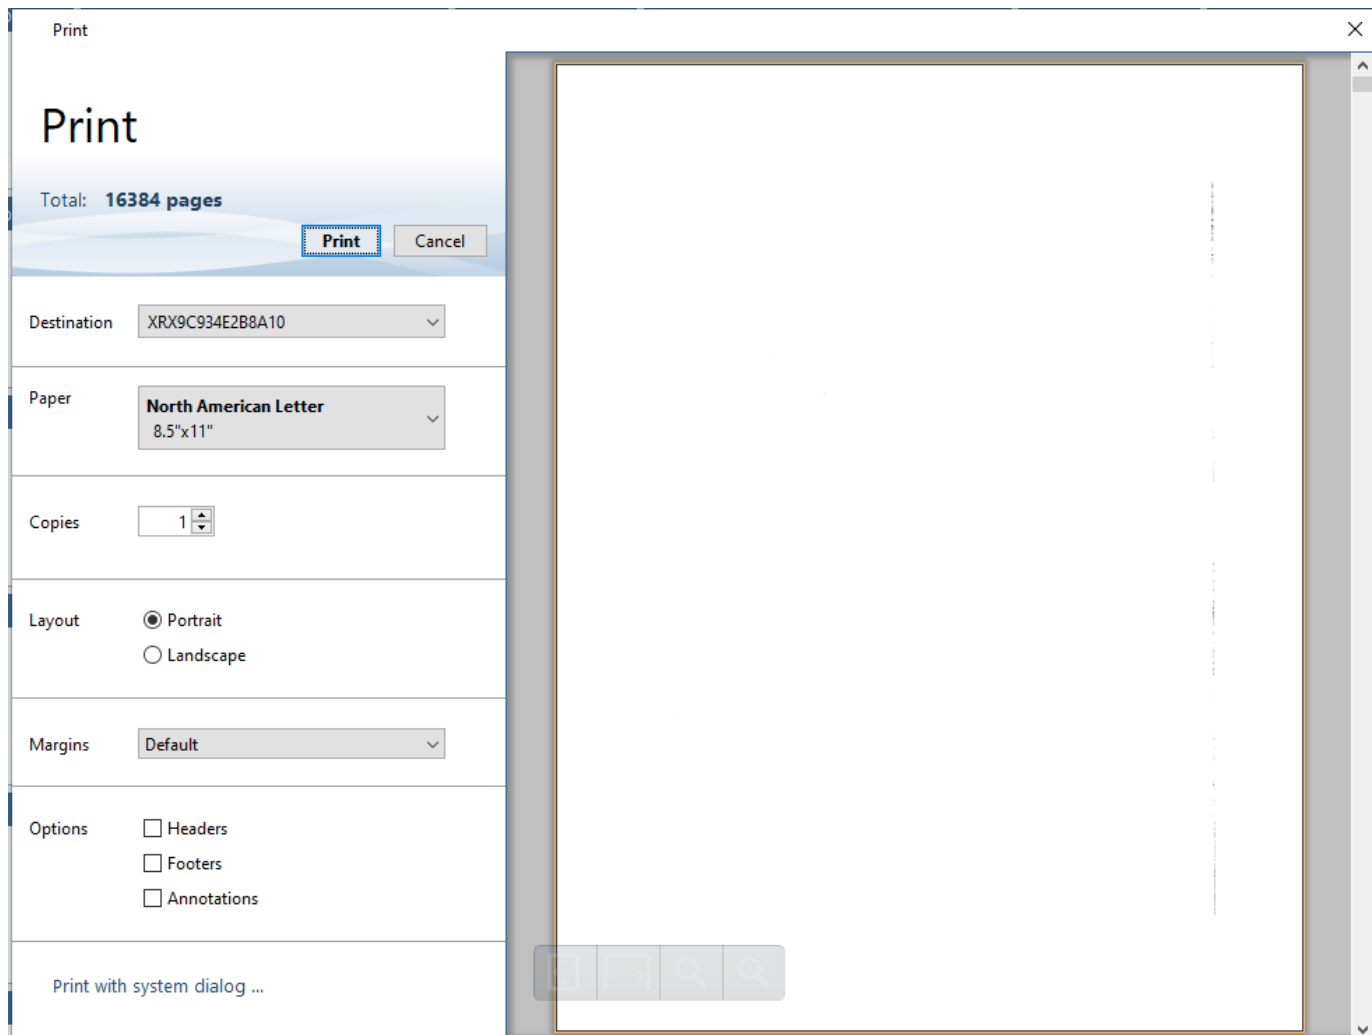 Print
Print
Total: 16384 pages
Print Cancel
Destination XRX9C934E2B8A10
Paper North American Letter
8.5"x11"
Copies 1
Layout Portrait
Landscape
Margins Default
Options Headers
Footers
Annotations
Print with system dialog ...